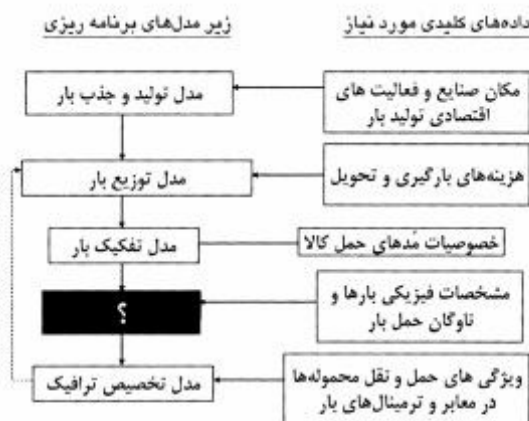 داده‌های کلیدی مورد نیاز
زیر مدل‌های برنامه ریزی
مکان صنایع و فعالیت های
اقتصادی تولید بار
مدل تولید و جذب بار
هزینه‌های بارگیری و تحویل
مدل توزیع بار
خصوصیات مُدهای حمل کالا
مدل تفکیک بار
مشخصات فیزیکی بارها و
ناوگان حمل بار
؟
ویژگی های حمل و نقل محموله‌ها
در معابر و ترمینال‌های بار
مدل تخصیص ترافیک